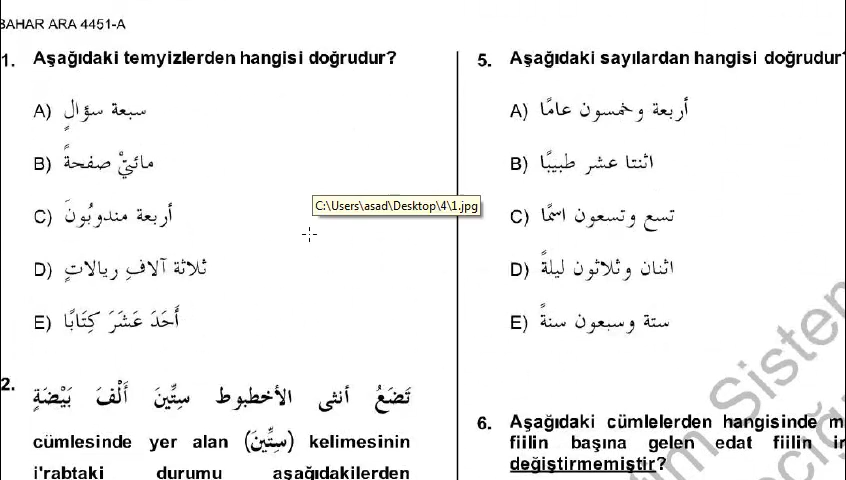 BAHAR ARA 4451-A
1. Aşağıdaki temyizlerden hangisi doğrudur?
A) سبعة سؤالٍ
B) مائتيْ صفحةً
C) أربعة مندوبُونَ
D) ثلاثة آلافِ ريالاتٍ
E) أَحَدَ عَشَرَ كِتَابًا
2. تَضَعُ أنثى الأخطبوط سِتِّينَ أَلْفَ بَيْضَةٍ
cümlesinde yer alan (سِتِّينَ) kelimesinin
i'rabtaki durumu aşağıdakilerden
5. Aşağıdaki sayılardan hangisi doğrudur?
A) أربعة و خمسون عامًا
B) اثنتا عشر طبيبًا
C) تسع وتسعون اسمًا
D) اثنان وثلاثون ليلةً
E) ستة وسبعون سنةً
6. Aşağıdaki cümlelerden hangisinde
fiilin başına gelen edat fiilin
değiştirmemiştir?
C:\Users\asad\Desktop\4\1.jpg